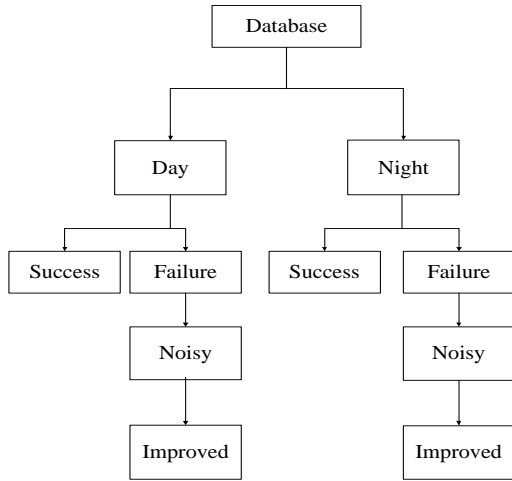 Database
Day
Night
Success
Failure
Success
Failure
Noisy
Noisy
Improved
Improved